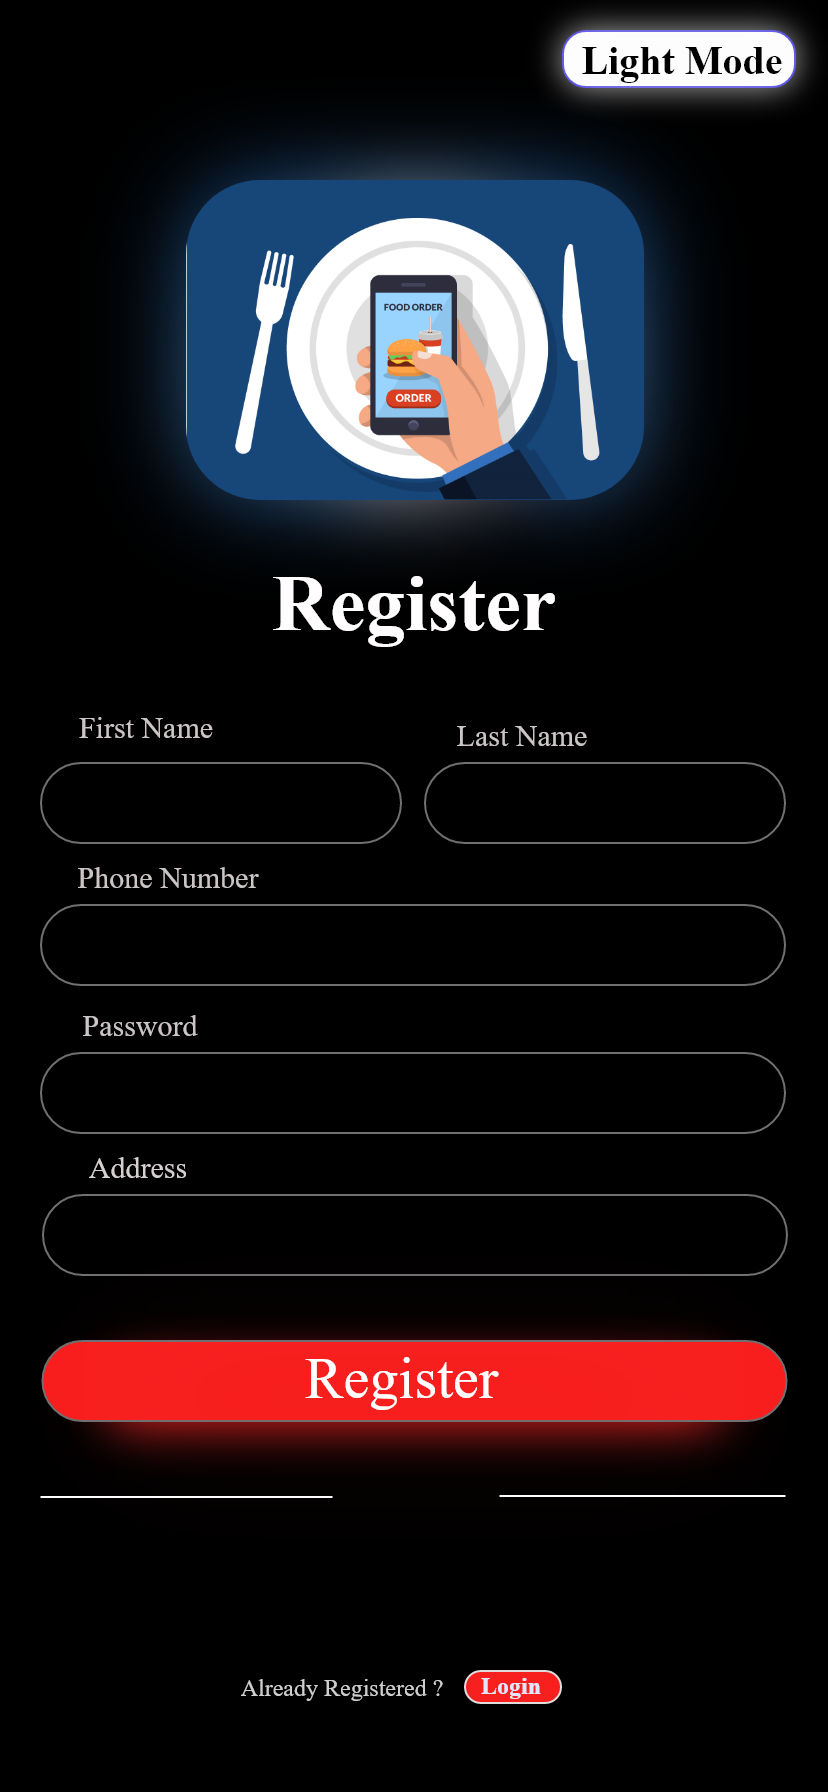 Light Mode
FOOD ORDER
ORDER
Register
First Name
Last Name
Phone Number
Password
Address
Register
Already Registered ?
Login